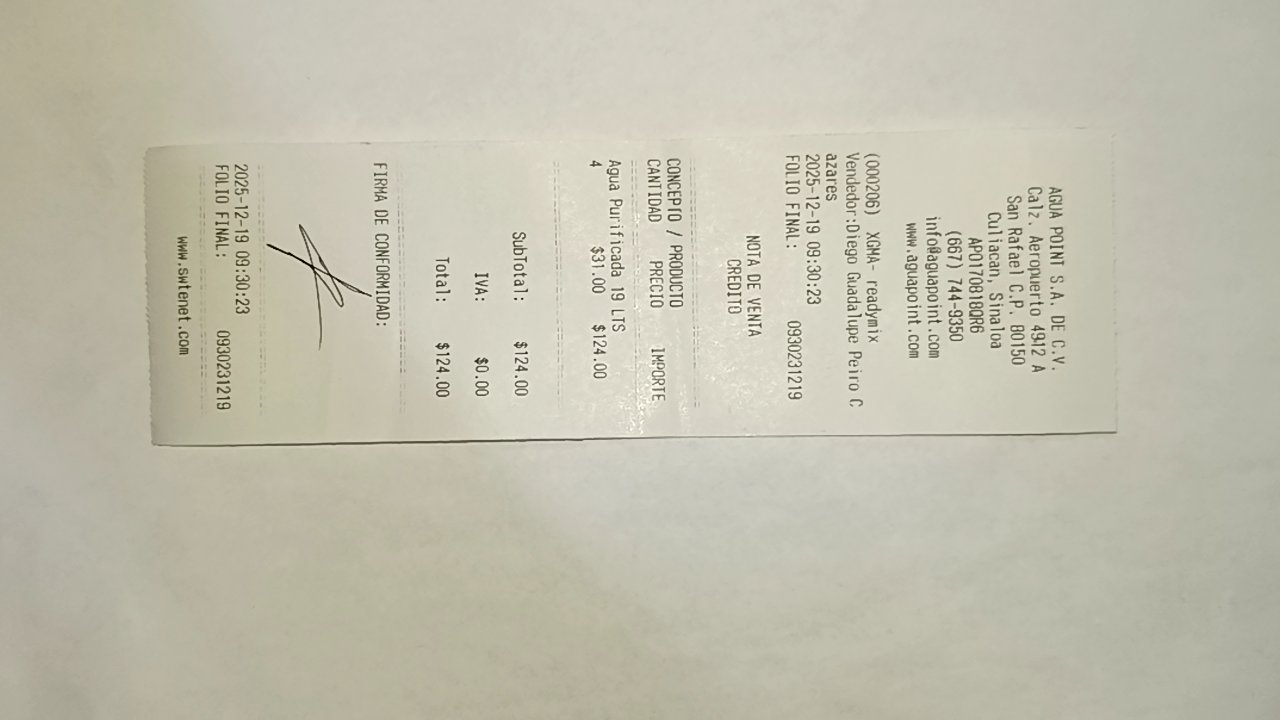 AGUA POINT S.A. DE C.V.
Calz. Aeropuerto 4912 A
San Rafael C.P. 80150
Culiacan, Sinaloa
APO170818QR6
(667) 744-9350
info@aguapoint.com
www.aguapoint.com
(000206) XGMA- readymix
Vendedor:Diego Guadalupe Peiro C
azares
2025-12-19 09:30:23
FOLIO FINAL: 0930231219
NOTA DE VENTA
CREDITO
CONCEPTO / PRODUCTO
CANTIDAD PRECIO IMPORTE
Agua Purificada 19 LTS
4 $31.00 $124.00
SubTotal: $124.00
IVA: $0.00
Total: $124.00
FIRMA DE CONFORMIDAD:
2025-12-19 09:30:23
FOLIO FINAL: 0930231219
www.swtenet.com